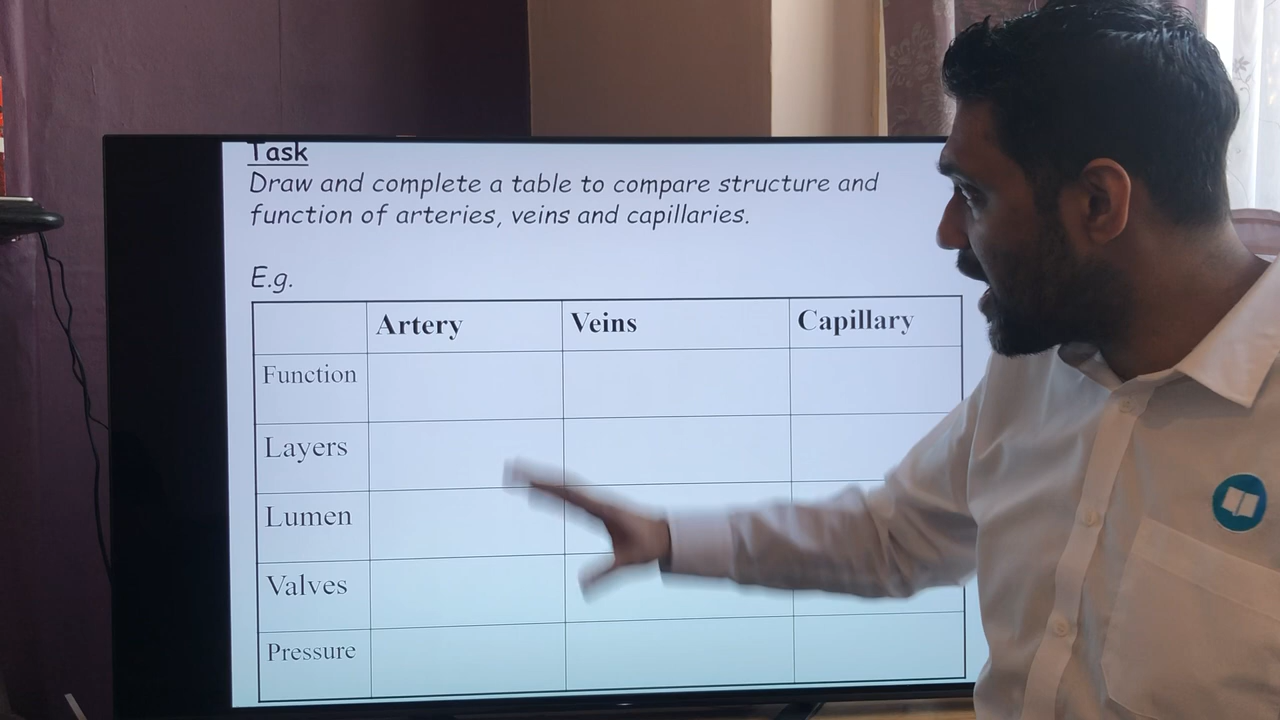 Task
Draw and complete a table to compare structure and
function of arteries, veins and capillaries.
E.g.
Artery Veins Capillary
Function
Layers
Lumen
Valves
Pressure